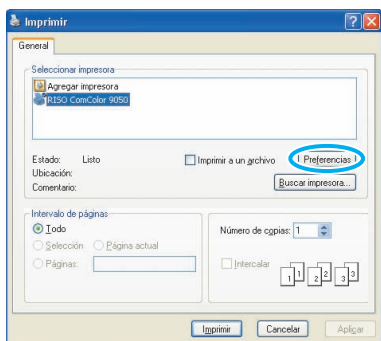 Imprimir
General
Seleccionar impresora
Agregar impresora
RISO ComColor 9050
Estado: Listo
Imprimir a un archivo
Preferencias
Ubicación:
Comentario:
Buscar impresora...
Intervalo de páginas
Todo
Selección
Página actual
Páginas:
Número de copias: 1
Intercalar
1 1 2 2 3 3
Imprimir
Cancelar
Aplicar